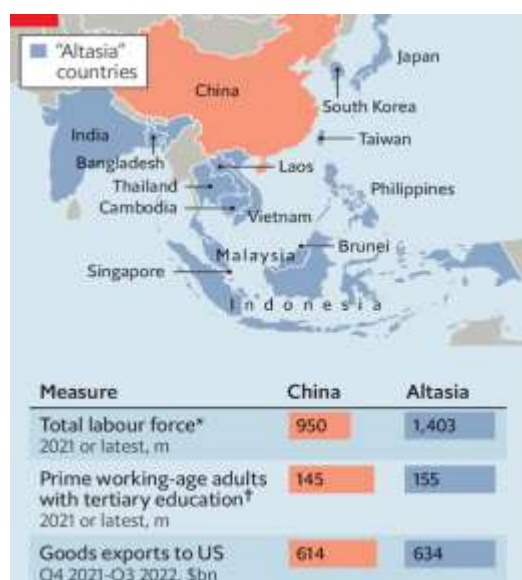 "Altasia"
countries
Japan
China
South Korea
Taiwan
India
Bangladesh
Laos
Thailand
Philippines
Cambodia
Vietnam
Malaysia
Brunei
Singapore
Indonesia
Measure China Altasia
Total labour force* 950 1,403
2021 or latest, m
Prime working-age adults 145 155
with tertiary education†
2021 or latest, m
Goods exports to US 614 634
Q4 2021-Q3 2022, $bn